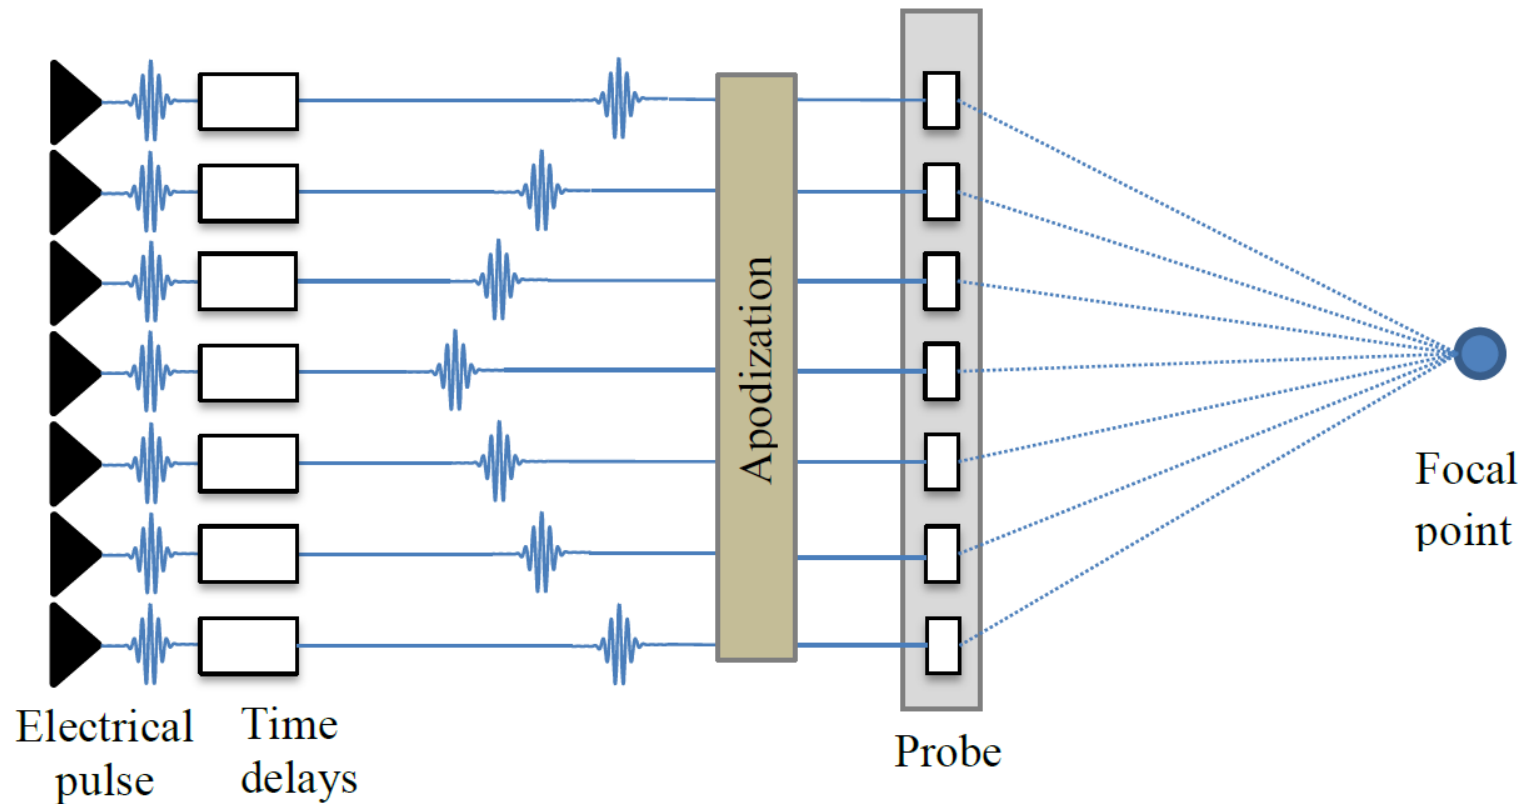 Apodization
Focal
point
Electrical
pulse
Time
delays
Probe